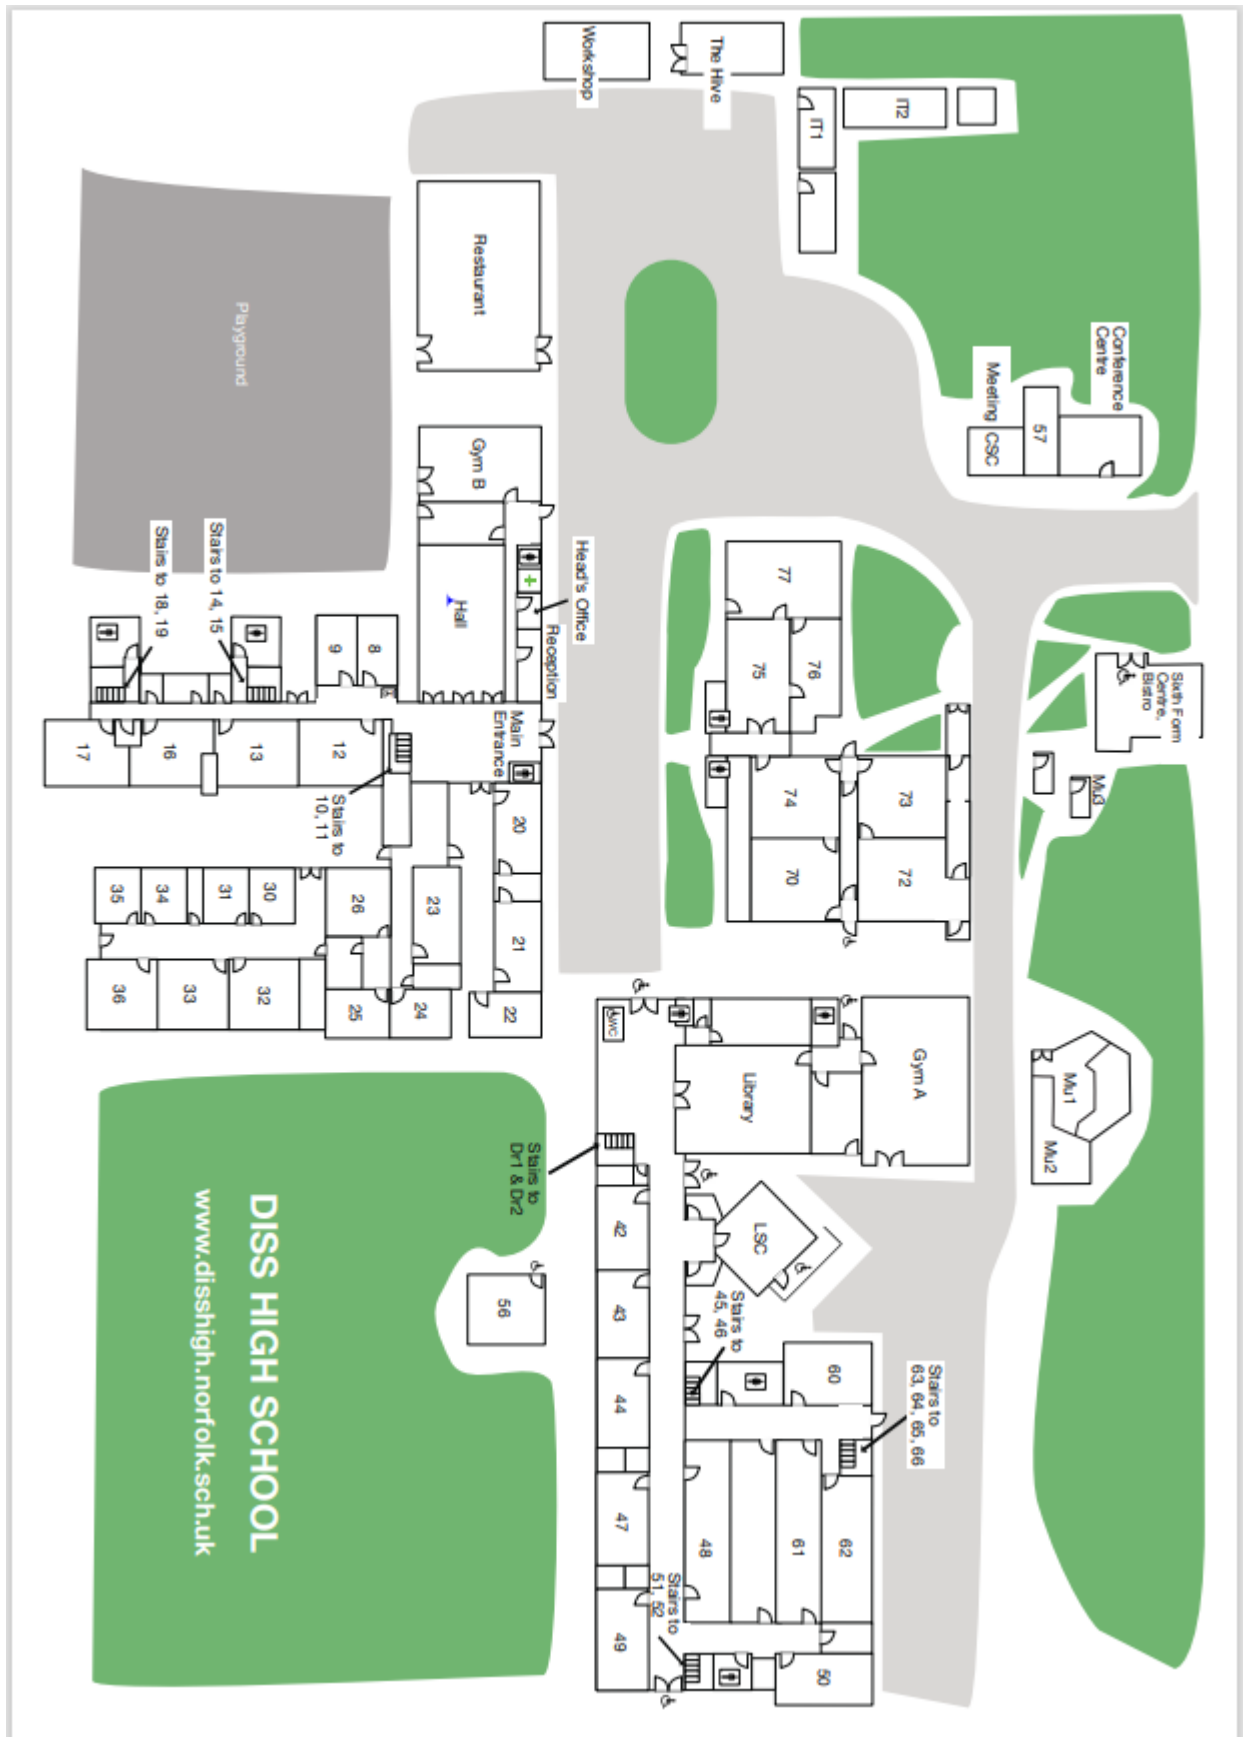 Workshop
The Hive
IT1
IT2
Restaurant
Playground
Conference
Centre
Meeting
CSC
57
Gym B
Hall
Head's Office
Reception
Main
Entrance
Stairs to 14, 15
Stairs to 18, 19
9
8
17
16
13
12
Stairs to
10, 11
20
21
22
23
24
25
26
30
31
34
35
36
33
32
77
76
75
74
73
72
70
Sixth Form
Centre,
Bistro
Mu3
Mu1
Mu2
Gym A
Library
WC
Stairs to
Dr1 & Dr2
LSC
42
43
44
47
49
56
Stairs to
45, 46
60
Stairs to
63, 64, 65, 66
48
61
62
Stairs to
51, 52
50
DISS HIGH SCHOOL
www.disshigh.norfolk.sch.uk